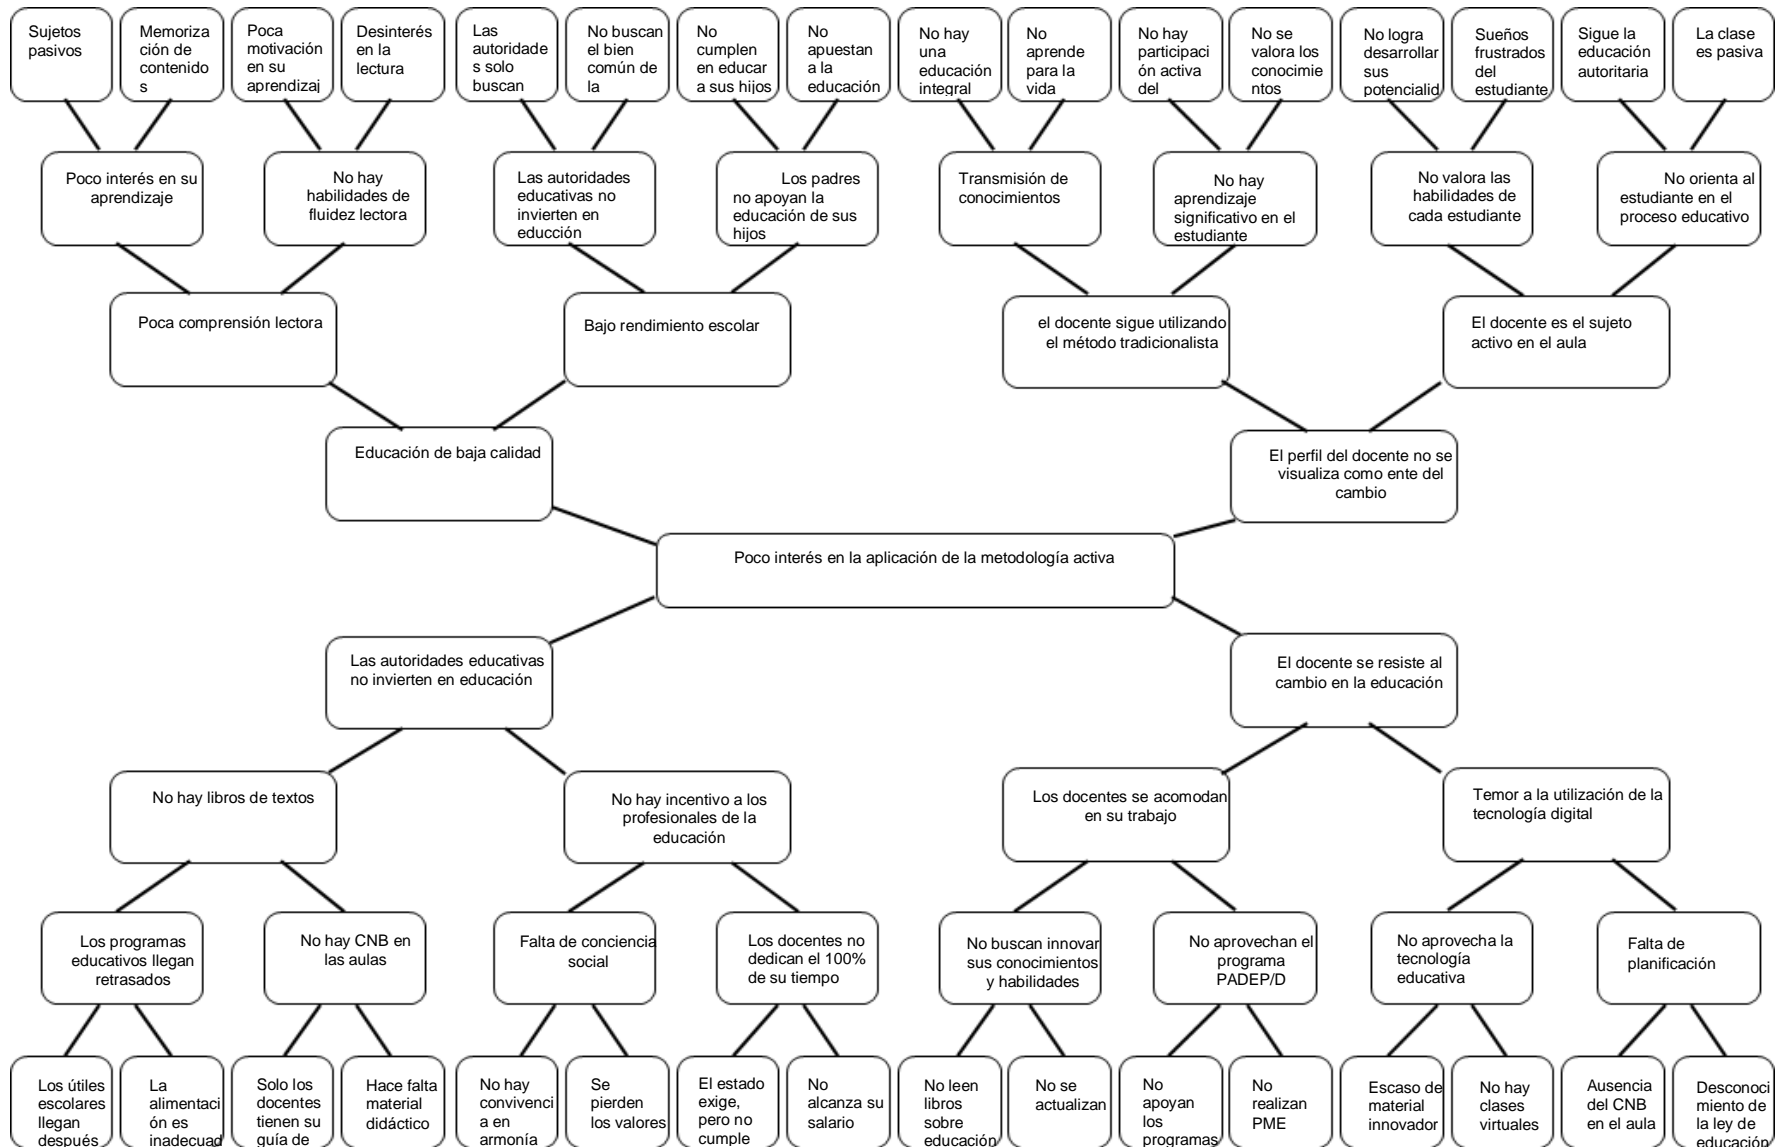 Sujetos
pasivos
Memoriza
ción de
contenido
s
Poca
motivación
en su
aprendizaj
Desinterés
en la
lectura
Las
autoridade
s solo
buscan
No buscan
el bien
común de
la
No
cumplen
en educar
a sus hijos
No
apuestan
a la
educación
No hay
una
educación
integral
No
aprende
para la
vida
No hay
participaci
ón activa
del
No se
valora los
conocimie
ntos
No logra
desarrollar
sus
potencialid
Sueños
frustrados
del
estudiante
Sigue la
educación
autoritaria
La clase
es pasiva
Poco interés en su
aprendizaje
No hay
habilidades de
fluidez lectora
Las autoridades
educativas no
invierten en
educción
Los padres
no apoyan la
educación de sus
hijos
Transmisión de
conocimientos
No hay
aprendizaje
significativo en el
estudiante
No valora las
habilidades de
cada estudiante
No orienta al
estudiante en el
proceso educativo
Poca comprensión lectora
Bajo rendimiento escolar
el docente sigue utilizando
el método tradicionalista
El docente es el sujeto
activo en el aula
Educación de baja calidad
El perfil del docente no se
visualiza como ente del
cambio
Poco interés en la aplicación de la metodología activa
Las autoridades educativas
no invierten en educación
El docente se resiste al
cambio en la educación
No hay libros de textos
No hay incentivo a los
profesionales de la
educación
Los docentes se acomodan
en su trabajo
Temor a la utilización de la
tecnología digital
Los programas
educativos llegan
retrasados
No hay CNB en
las aulas
Falta de conciencia
social
Los docentes no
dedican el 100%
de su tiempo
No buscan innovar
sus conocimientos
y habilidades
No aprovechan el
programa
PADEP/D
No aprovecha la
tecnología
educativa
Falta de
planificación
Los útiles
escolares
llegan
después
La
alimentaci
ón es
inadecuad
Solo los
docentes
tienen su
guía de
Hace falta
material
didáctico
No hay
convivenci
a en
armonía
Se
pierden
los valores
El estado
exige,
pero no
cumple
No
alcanza su
salario
No leen
libros
sobre
educación
No se
actualizan
No
apoyan
los
programas
No
realizan
PME
Escaso de
material
innovador
No hay
clases
virtuales
Ausencia
del CNB
en el aula
Desconoci
miento de
la ley de
educación